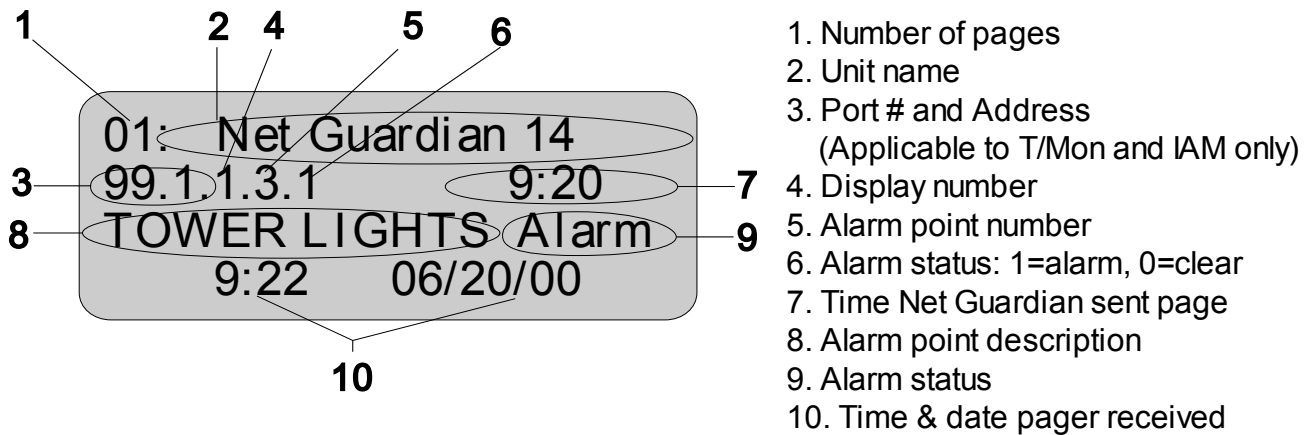 1 2 4 5 6
01: Net Guardian 14
3 99.1.1.3.1 9:20 7
8 TOWER LIGHTS Alarm 9
9:22 06/20/00
10
1. Number of pages
2. Unit name
3. Port # and Address
(Applicable to T/Mon and IAM only)
4. Display number
5. Alarm point number
6. Alarm status: 1=alarm, 0=clear
7. Time Net Guardian sent page
8. Alarm point description
9. Alarm status
10. Time & date pager received